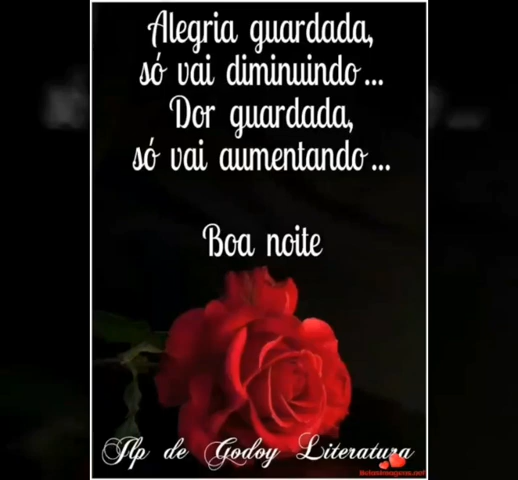 Alegria guardada,
só vai diminuindo...
Dor guardada,
só vai aumentando...
Boa noite
Ilp de Godoy Literatura